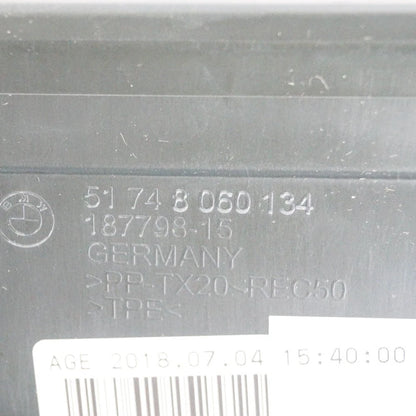 BMW
51 74 8 060 134
187798-15
GERMANY
>PP-TX20<REC50
>TPE<
AGE 2018.07.04 15:40:00